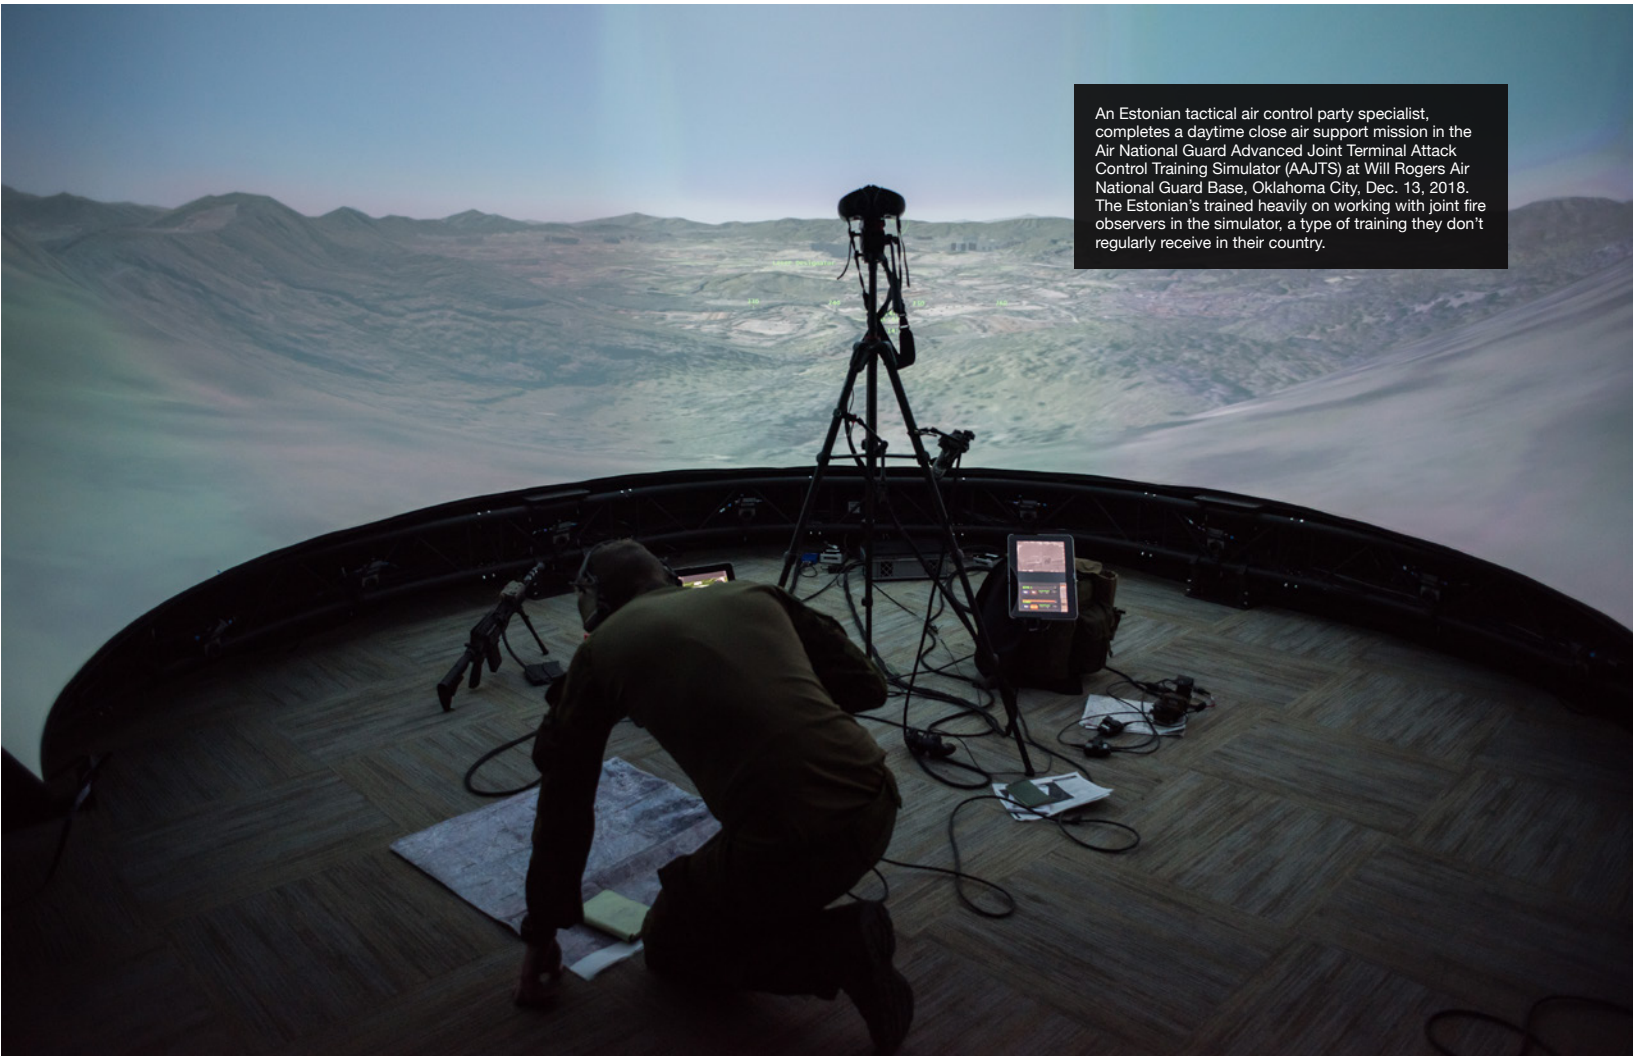 An Estonian tactical air control party specialist,
completes a daytime close air support mission in the
Air National Guard Advanced Joint Terminal Attack
Control Training Simulator (AAJTS) at Will Rogers Air
National Guard Base, Oklahoma City, Dec. 13, 2018.
The Estonian’s trained heavily on working with joint fire
observers in the simulator, a type of training they don’t
regularly receive in their country.